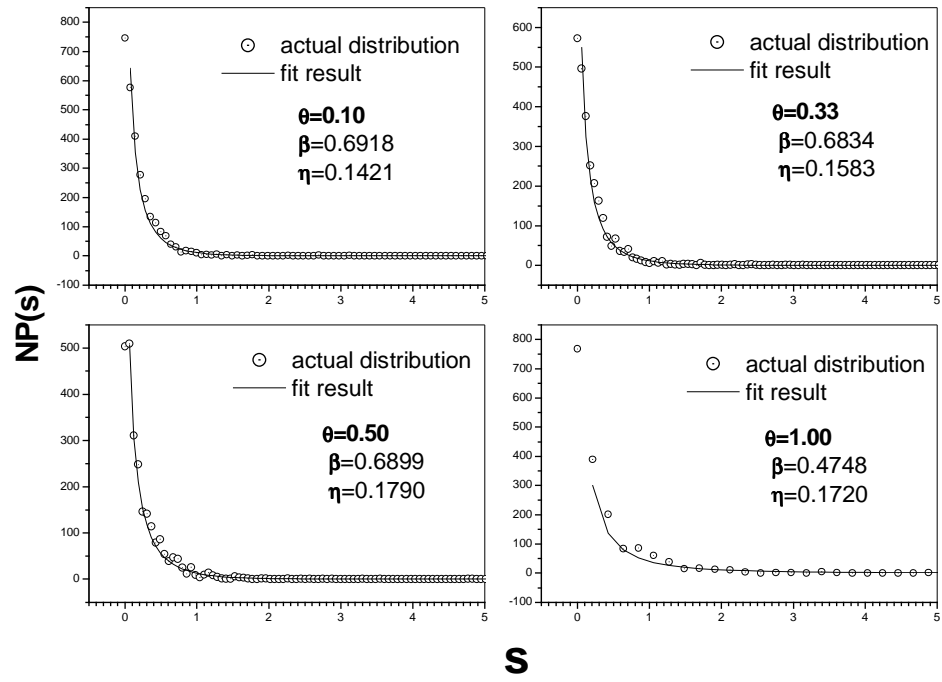 NP(s)
800
700
600
500
400
300
200
100
0
-100
0
1
2
3
4
5
actual distribution
fit result
θ=0.10
β=0.6918
η=0.1421
600
500
400
300
200
100
0
0
1
2
3
4
5
actual distribution
fit result
θ=0.33
β=0.6834
η=0.1583
500
400
300
200
100
0
0
1
2
3
4
5
actual distribution
fit result
θ=0.50
β=0.6899
η=0.1790
800
700
600
500
400
300
200
100
0
-100
0
1
2
3
4
5
actual distribution
fit result
θ=1.00
β=0.4748
η=0.1720
s